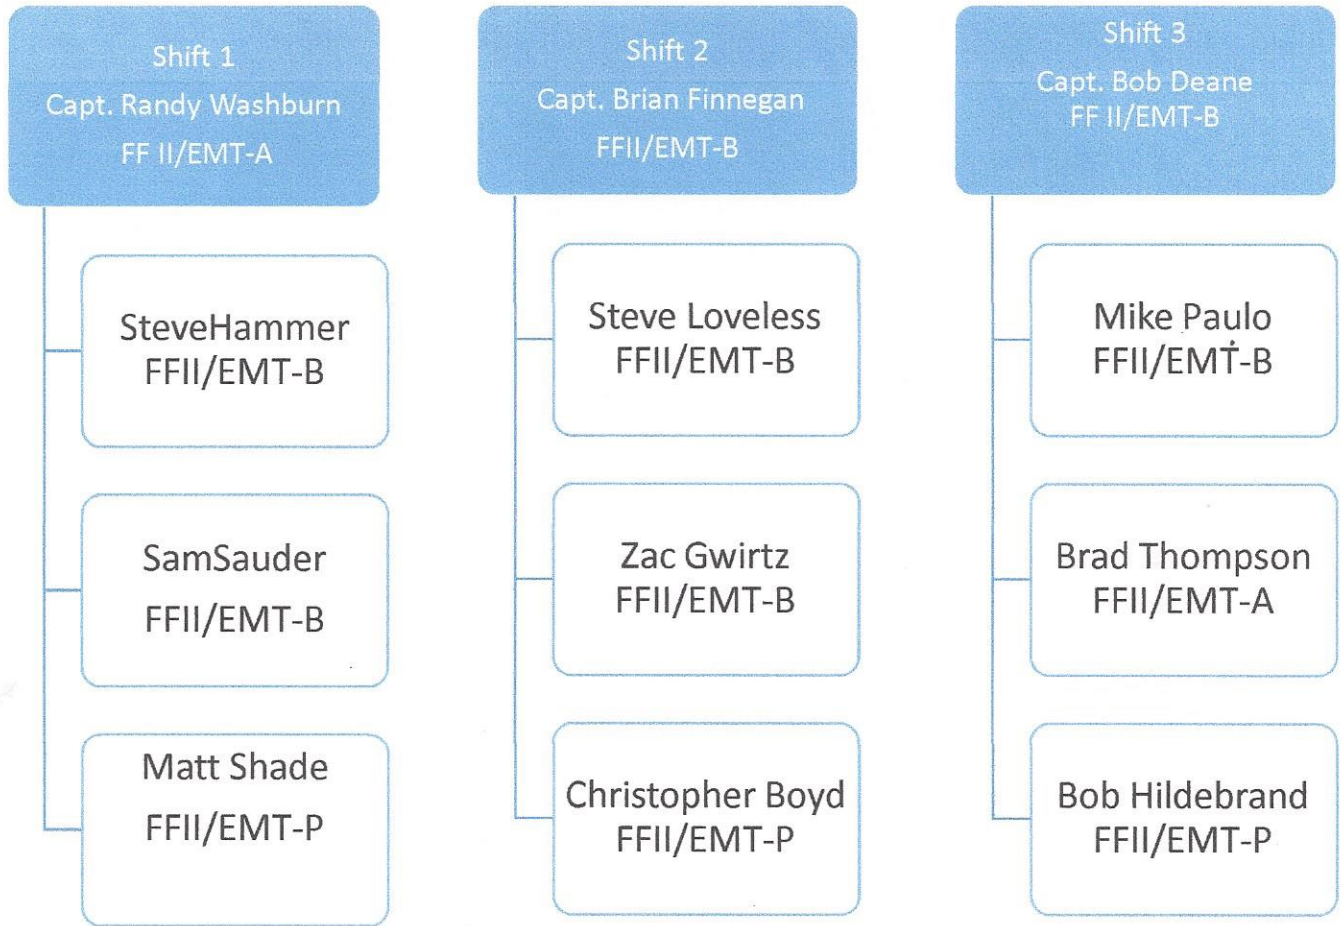 Shift 1
Capt. Randy Washburn
FF II/EMT-A
SteveHammer
FFII/EMT-B
SamSauder
FFII/EMT-B
Matt Shade
FFII/EMT-P
Shift 2
Capt. Brian Finnegan
FFII/EMT-B
Steve Loveless
FFII/EMT-B
Zac Gwirtz
FFII/EMT-B
Christopher Boyd
FFII/EMT-P
Shift 3
Capt. Bob Deane
FF II/EMT-B
Mike Paulo
FFII/EMT-B
Brad Thompson
FFII/EMT-A
Bob Hildebrand
FFII/EMT-P